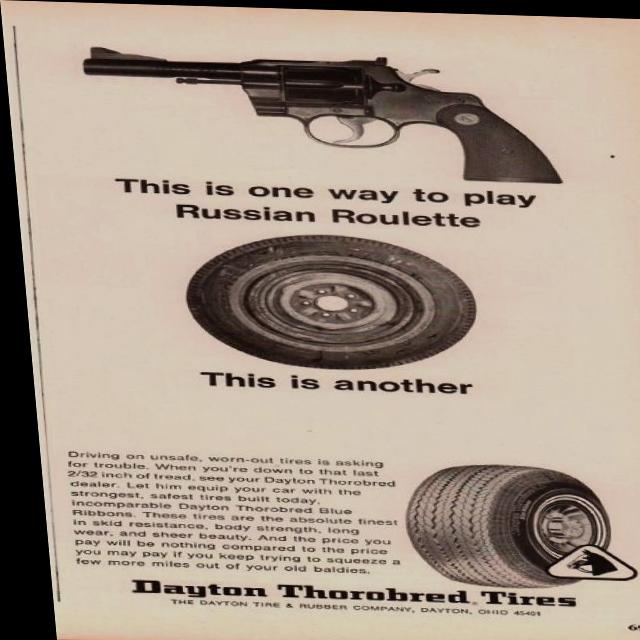 This is one way to play
Russian Roulette
This is another
Driving on unsafe, worn-out tires is asking
for trouble. When you're down to that last
2/32 inch of tread, see your Dayton Thorobred
dealer. Let him equip your car with the
strongest, safest tires built today,
incomparable Dayton Thorobred Blue
Ribbons. These tires are the absolute finest
in skid resistance, body strength, long
wear, and sheer beauty. And the price you
pay will be nothing compared to the price
you may pay if you keep trying to squeeze a
few more miles out of your old baldies.
Dayton Thorobred Tires
THE DAYTON TIRE & RUBBER COMPANY, DAYTON, OHIO 45401